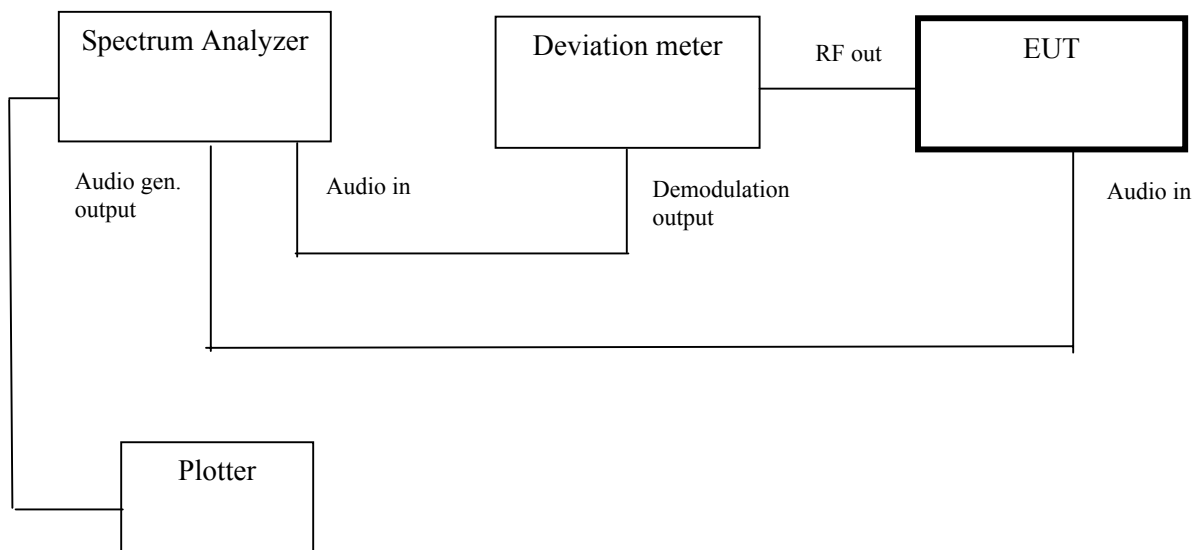 Spectrum Analyzer
Deviation meter
RF out
EUT
Audio gen.
output
Audio in
Demodulation
output
Audio in
Plotter